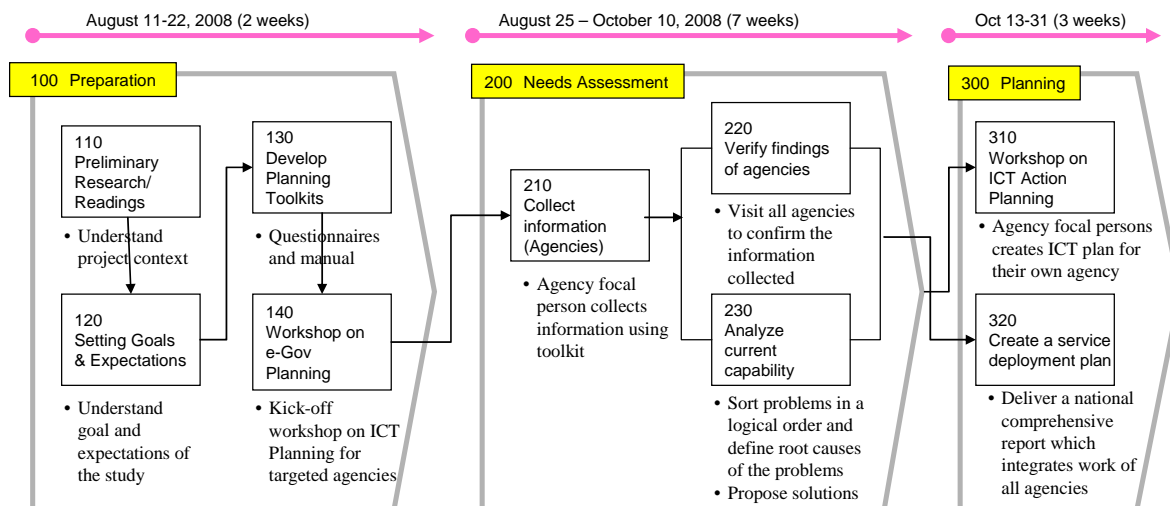 August 11-22, 2008 (2 weeks)
August 25 – October 10, 2008 (7 weeks)
Oct 13-31 (3 weeks)
100 Preparation
110
Preliminary
Research/
Readings
• Understand
project context
120
Setting Goals
& Expectations
• Understand
goal and
expectations of
the study
130
Develop
Planning
Toolkits
• Questionnaires
and manual
140
Workshop on
e-Gov
Planning
• Kick-off
workshop on ICT
Planning for
targeted agencies
200 Needs Assessment
210
Collect
information
(Agencies)
• Agency focal
person collects
information using
toolkit
220
Verify findings
of agencies
• Visit all agencies
to confirm the
information
collected
230
Analyze
current
capability
• Sort problems in a
logical order and
define root causes
of the problems
• Propose solutions
300 Planning
310
Workshop on
ICT Action
Planning
• Agency focal persons
creates ICT plan for
their own agency
320
Create a service
deployment plan
• Deliver a national
comprehensive
report which
integrates work of
all agencies